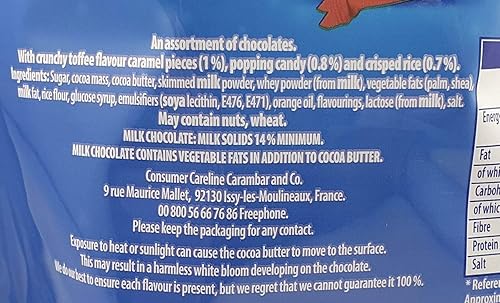 An assortment of chocolates.
With crunchy toffee flavour caramel pieces (1%), popping candy (0.8%) and crisped rice (0.7%).
Ingredients: Sugar, cocoa mass, cocoa butter, skimmed milk powder, whey powder (from milk), vegetable fats (palm, shea),
milk fat, rice flour, glucose syrup, emulsifiers (soya lecithin, E476, E471), orange oil, flavourings, lactose (from milk), salt.
May contain nuts, wheat.
MILK CHOCOLATE: MILK SOLIDS 14% MINIMUM.
MILK CHOCOLATE CONTAINS VEGETABLE FATS IN ADDITION TO COCOA BUTTER.
Consumer Careline Carambar and Co.
9 rue Maurice Mallet, 92130 Issy-les-Moulineaux, France.
00 800 56 66 76 86 Freephone.
Please keep the packaging for any contact.
Exposure to heat or sunlight can cause the cocoa butter to move to the surface.
This may result in a harmless white bloom developing on the chocolate.
We do our best to ensure each flavour is present, but we regret that we cannot guarantee it 100%.
Energ
Fat
of whi
Carboh
of whic
Fibre
Protein
Salt
* Refere
Approxim